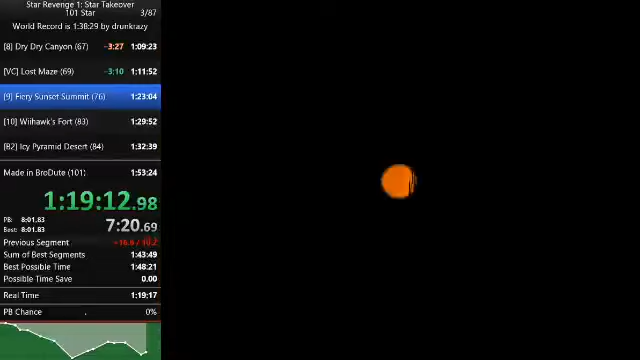 Star Revenge 1: Star Takeover
101 Star 3/87
World Record is 1:38:29 by drunkrazy
[8] Dry Dry Canyon (67) -3:27 1:09:23
[VC] Lost Maze (69) -3:10 1:11:52
[9] Fiery Sunset Summit (76) 1:23:04
[10] Wiihawk's Fort (83) 1:29:52
[B2] Icy Pyramid Desert (84) 1:32:39
Made in BroDute (101) 1:53:24
1:19:12.98
PB: 8:01.83
Best: 8:01.83
7:20.69
Previous Segment +16.9 / 10.2
Sum of Best Segments 1:43:49
Best Possible Time 1:48:21
Possible Time Save 0.00
Real Time 1:19:17
PB Chance 0%